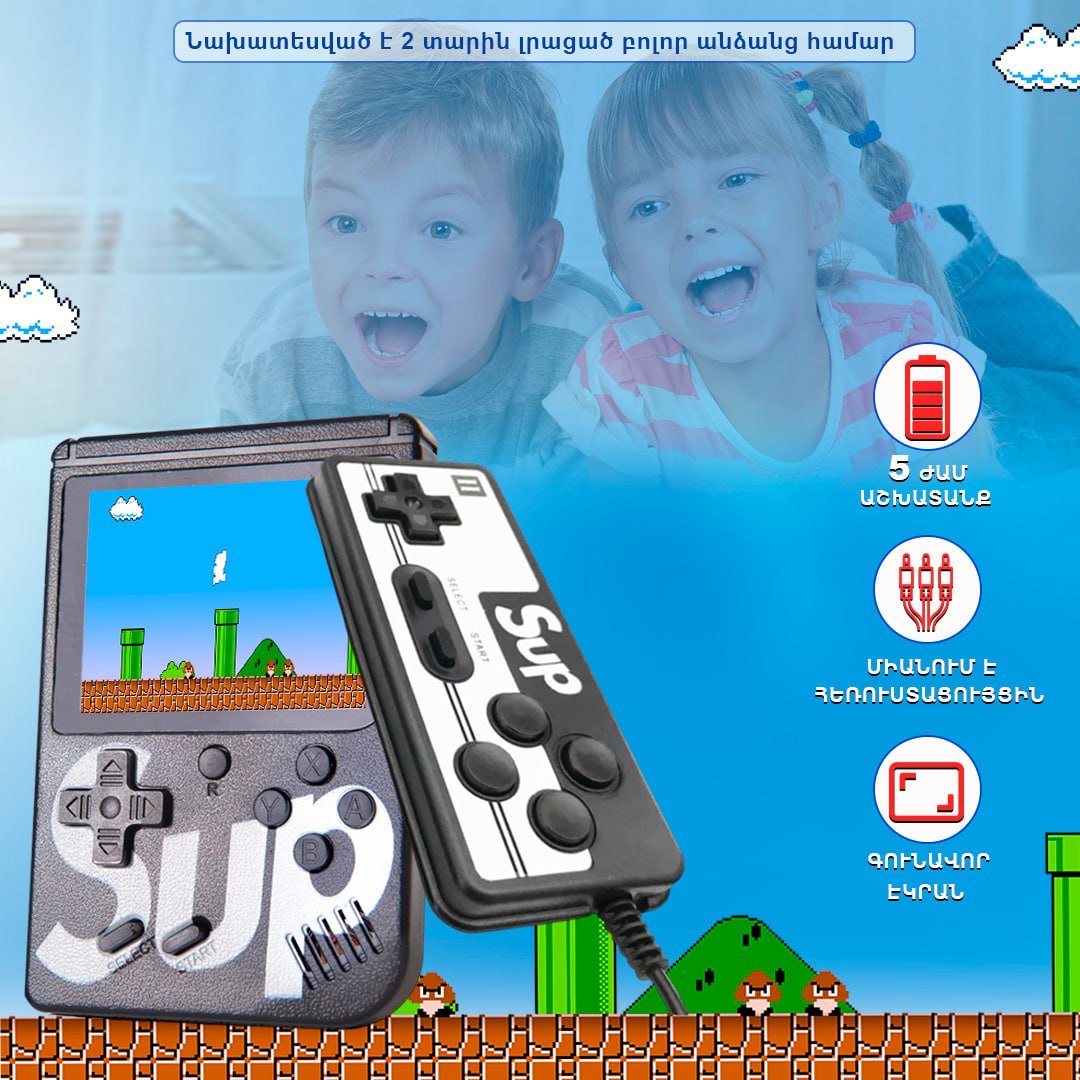 Նախատեսված է 2 տարին լրացած բոլոր անձանց համար
5 ԺԱՄ
ԱՇԽԱՏԱՆՔ
ՄԻԱՆՈՒՄ Է
ՀԵՌՈՒՍՏԱՑՈՒՅՑԻՆ
ԳՈՒՆԱՎՈՐ
ԷԿՐԱՆ
SELECT
START
Sup
R
X
Y
A
B
Sup
SELECT
START